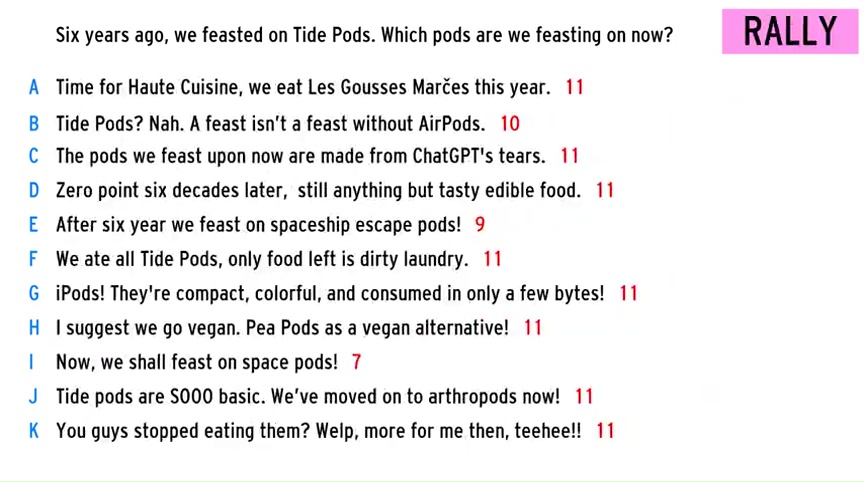 Six years ago, we feasted on Tide Pods. Which pods are we feasting on now?
RALLY
A Time for Haute Cuisine, we eat Les Gousses Marčes this year. 11
B Tide Pods? Nah. A feast isn't a feast without AirPods. 10
C The pods we feast upon now are made from ChatGPT's tears. 11
D Zero point six decades later, still anything but tasty edible food. 11
E After six year we feast on spaceship escape pods! 9
F We ate all Tide Pods, only food left is dirty laundry. 11
G iPods! They're compact, colorful, and consumed in only a few bytes! 11
H I suggest we go vegan. Pea Pods as a vegan alternative! 11
I Now, we shall feast on space pods! 7
J Tide pods are SOOO basic. We've moved on to arthropods now! 11
K You guys stopped eating them? Welp, more for me then, teehee!! 11